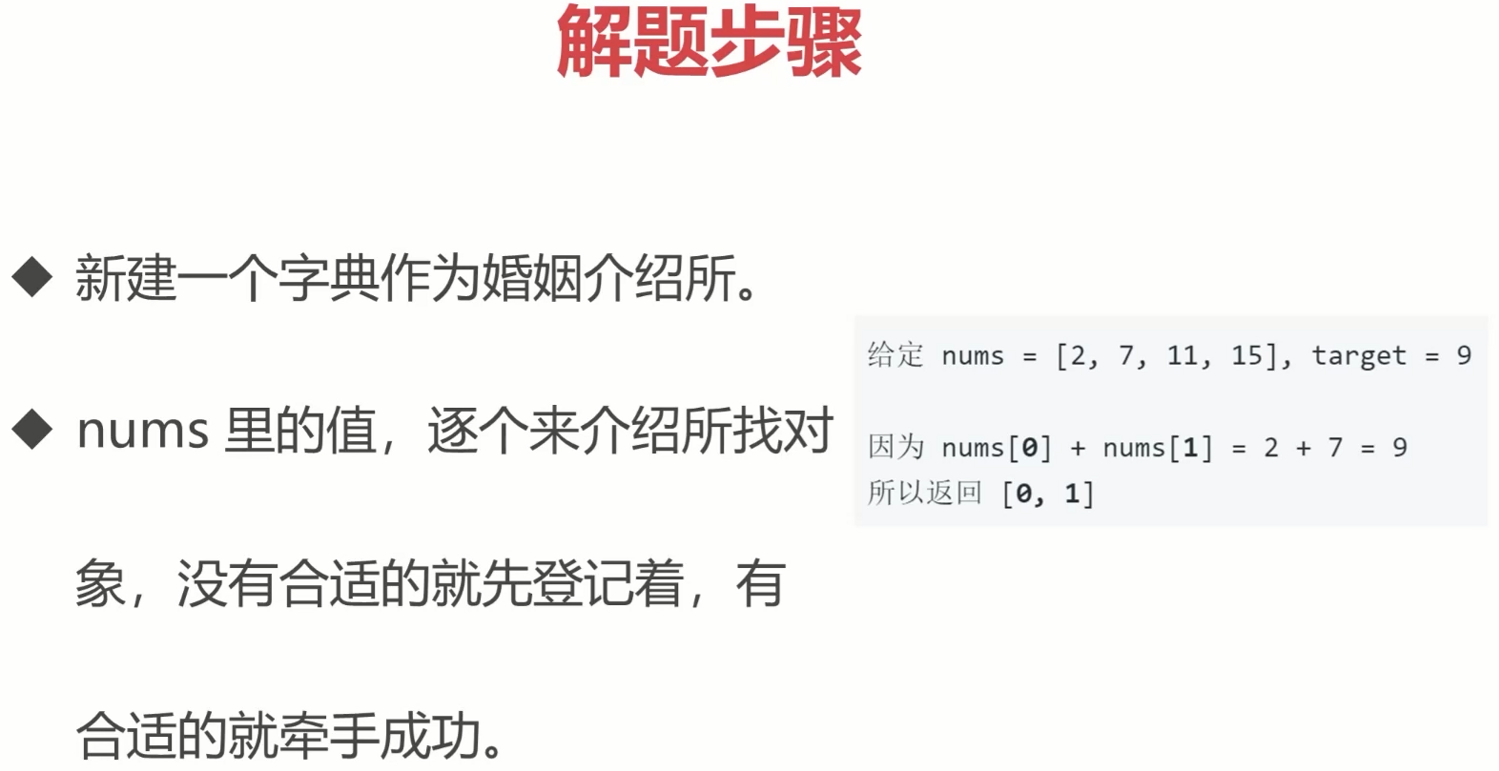 解题步骤
◆ 新建一个字典作为婚姻介绍所。
◆ nums 里的值，逐个来介绍所找对
象，没有合适的就先登记着，有
合适的就牵手成功。
给定 nums = [2, 7, 11, 15], target = 9
因为 nums[0] + nums[1] = 2 + 7 = 9
所以返回 [0, 1]